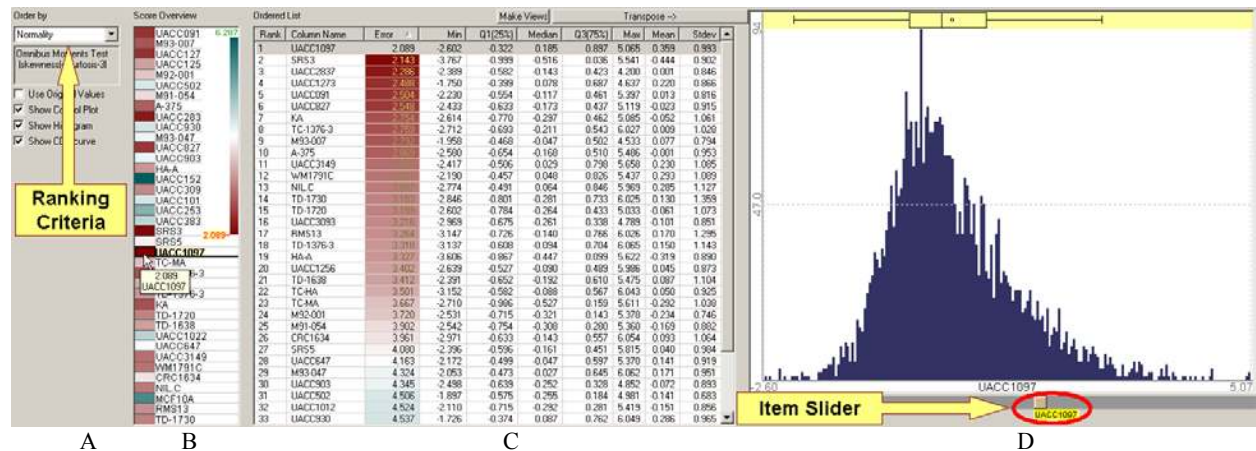 Order by
Normality
Omnibus Moments Test
Use Original Values
Show Control Plot
Show Histogram
Show CDF curve
Ranking
Criteria
Score Overview
UACC091 6.287
M93-007
UACC127
UACC125
M92-001
UACC502
M91-054
A-375
UACC283
UACC930
M93-047
UACC827
UACC903
HA-A
UACC152
UACC309
UACC101
UACC253
UACC383
SRS3 2.089
SRS5
UACC1097
TC-MA
2.089
UACC1097
KA
TD-1720
TD-1638
UACC1022
UACC647
UACC3149
WM1791C
CRC1634
NIL.C
MCF10A
RMS13
TD-1730
Ordered List Make Views| Transpose -->
Rank Column Name Error Min Q1(25%) Median Q3(75%) Max Mean Stdev
1 UACC1097 2.089 -2.602 -0.322 0.185 0.897 5.065 0.359 0.993
2 SRS3 2.143 -3.767 -0.999 -0.516 0.036 5.541 -0.444 0.902
3 UACC2837 2.286 -2.389 -0.582 -0.143 0.423 4.200 0.001 0.846
4 UACC1273 2.488 -1.750 -0.399 0.078 0.687 4.637 0.220 0.866
5 UACC091 2.504 -2.230 -0.554 -0.117 0.461 5.397 0.013 0.816
6 UACC827 2.548 -2.433 -0.633 -0.173 0.437 5.119 -0.023 0.915
7 KA -2.614 -0.770 -0.297 0.462 5.085 -0.052 1.061
8 TC-1376-3 -2.712 -0.693 -0.211 0.543 6.027 0.009 1.028
9 M93-007 -1.958 -0.468 -0.047 0.502 4.533 0.077 0.794
10 A-375 -2.580 -0.654 -0.168 0.510 5.486 -0.001 0.953
11 UACC3149 -2.417 -0.506 0.029 0.798 5.658 0.230 1.085
12 WM1791C -2.190 -0.457 0.048 0.826 5.437 0.293 1.089
13 NIL.C -2.774 -0.491 0.064 0.846 5.969 0.285 1.127
14 TD-1730 -2.846 -0.801 -0.281 0.733 6.025 0.130 1.359
15 TD-1720 -2.602 -0.784 -0.264 0.433 5.033 -0.061 1.073
16 UACC3093 3.216 -2.969 -0.675 -0.261 0.338 4.789 -0.101 0.851
17 RMS13 3.264 -3.147 -0.726 -0.140 0.766 6.026 0.170 1.295
18 TD-1376-3 3.318 -3.137 -0.608 -0.094 0.704 6.065 0.150 1.143
19 HA-A 3.327 -3.606 -0.867 -0.447 0.099 5.622 -0.319 0.890
20 UACC1256 3.402 -2.639 -0.527 -0.090 0.489 5.986 0.045 0.873
21 TD-1638 3.412 -2.391 -0.652 -0.192 0.610 5.475 0.087 1.104
22 TC-HA 3.501 -3.152 -0.582 -0.088 0.567 6.043 0.050 0.925
23 TC-MA 3.667 -2.710 -0.986 -0.527 0.159 5.611 -0.292 1.038
24 M92-001 3.720 -2.531 -0.715 -0.321 0.143 5.378 -0.234 0.746
25 M91-054 3.902 -2.542 -0.754 -0.308 0.280 5.360 -0.169 0.882
26 CRC1634 3.961 -2.971 -0.633 -0.143 0.557 6.054 0.093 1.064
27 SRS5 4.080 -2.396 -0.596 -0.161 0.451 5.815 0.040 0.984
28 UACC647 4.163 -2.172 -0.499 -0.047 0.597 5.370 0.141 0.919
29 M93-047 4.324 -2.053 -0.473 -0.027 0.645 6.062 0.171 0.951
30 UACC903 4.345 -2.498 -0.639 -0.252 0.328 4.852 -0.072 0.893
31 UACC502 4.506 -1.897 -0.575 -0.255 0.184 4.981 -0.141 0.683
32 UACC1012 4.524 -2.110 -0.715 -0.292 0.281 5.419 -0.151 0.856
33 UACC930 4.537 -1.726 -0.374 0.087 0.762 6.049 0.286 0.965
94
47.0
-2.60 UACC1097 5.07
Item Slider
UACC1097
A B C D